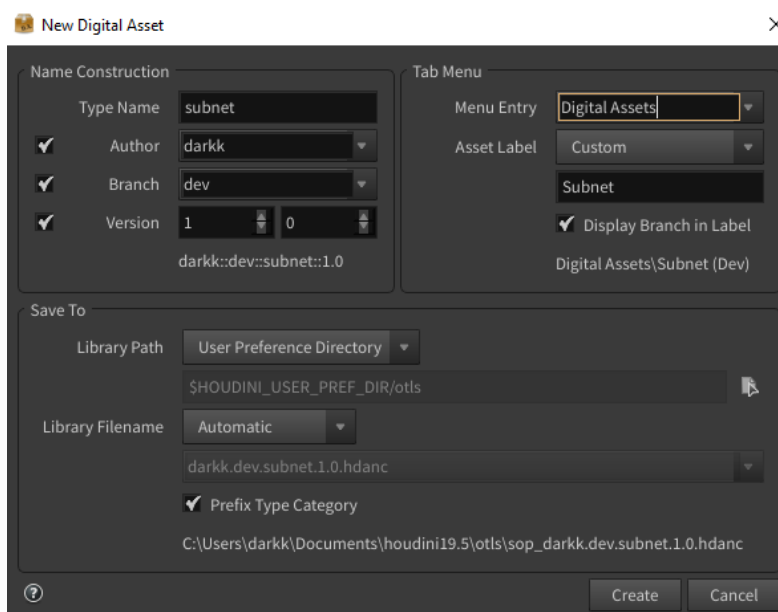 New Digital Asset
Name Construction
Type Name subnet
Author darkk
Branch dev
Version 1 0
darkk::dev::subnet::1.0
Tab Menu
Menu Entry Digital Assets
Asset Label Custom
Subnet
Display Branch in Label
Digital Assets\Subnet (Dev)
Save To
Library Path User Preference Directory
$HOUDINI_USER_PREF_DIR/otls
Library Filename Automatic
darkk.dev.subnet.1.0.hdanc
Prefix Type Category
C:\Users\darkk\Documents\houdini19.5\otls\sop_darkk.dev.subnet.1.0.hdanc
? Create Cancel